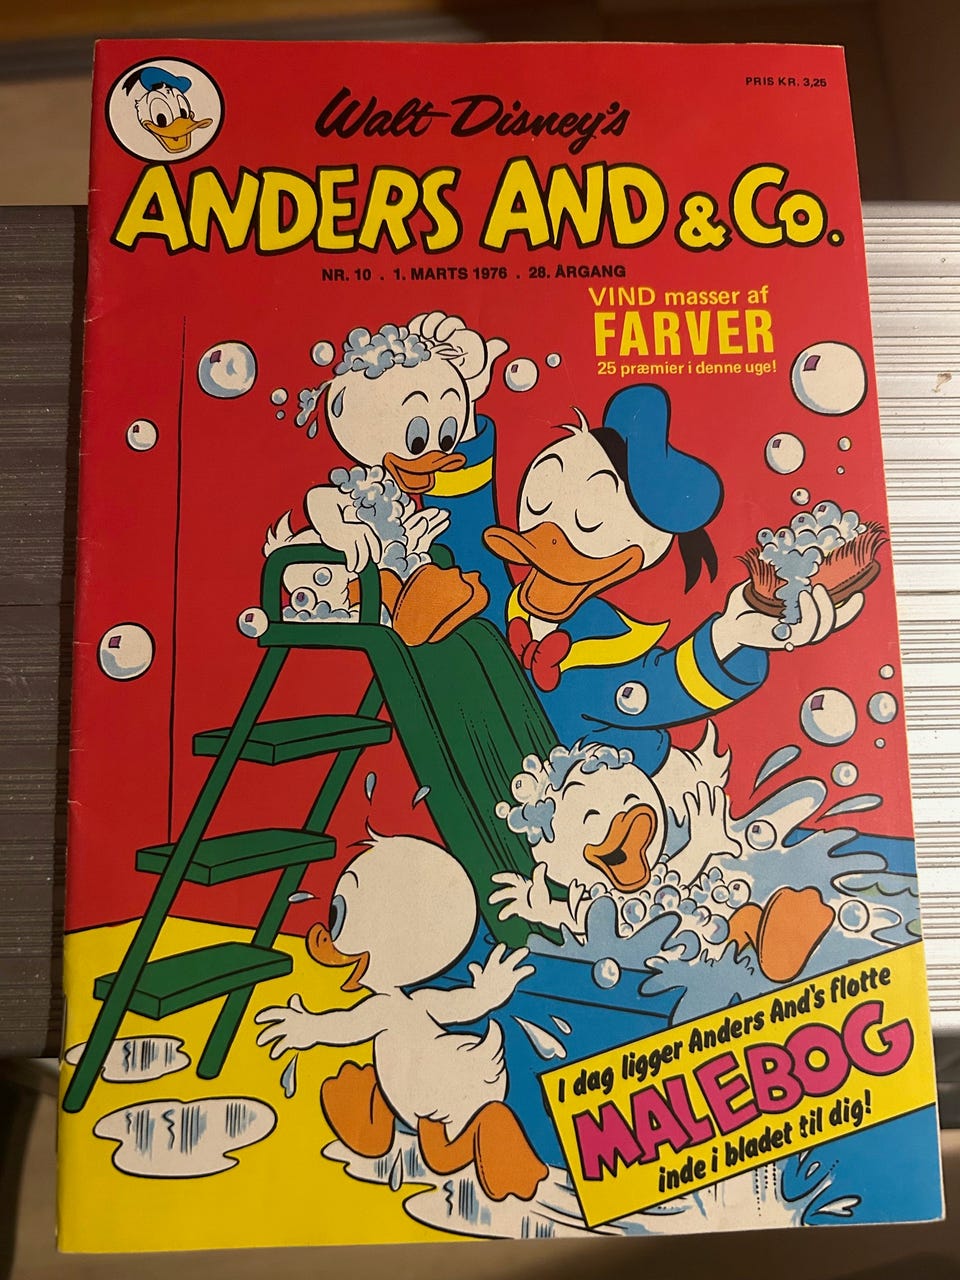 PRIS KR. 3,25
Walt Disney's
ANDERS AND & Co.
NR. 10 . 1. MARTS 1976 . 28. ÅRGANG
VIND masser af
FARVER
25 præmier i denne uge!
I dag ligger Anders And's flotte
MALEBOG
inde i bladet til dig!